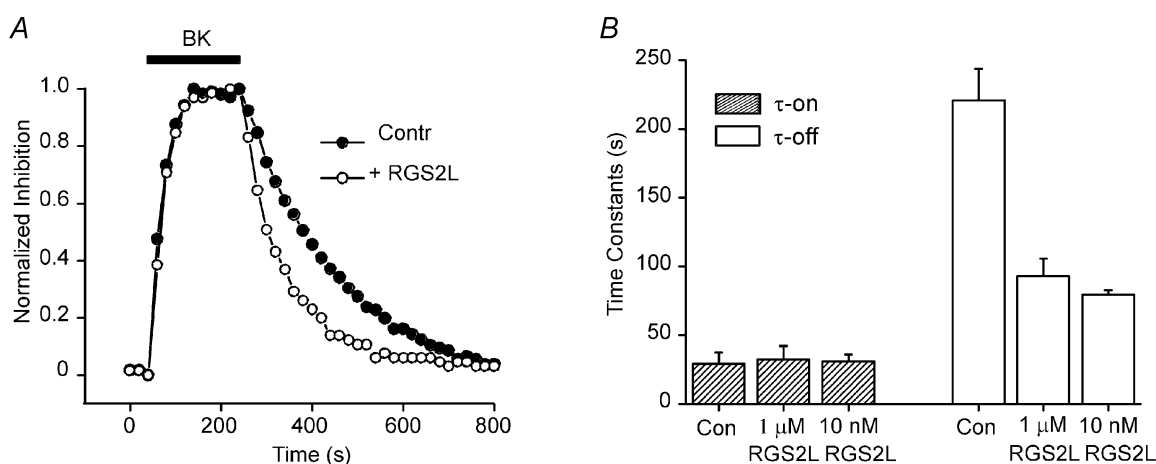 A
BK
1.0
0.8
0.6
0.4
0.2
0
Normalized Inhibition
Contr
+ RGS2L
0 200 400 600 800
Time (s)
B
250
200
150
100
50
0
Time Constants (s)
τ-on
τ-off
Con 1 μM 10 nM Con 1 μM 10 nM
RGS2L RGS2L RGS2L RGS2L